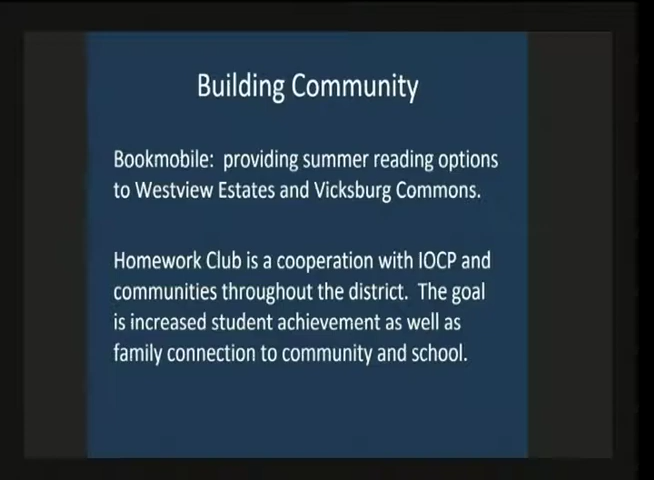 Building Community
Bookmobile:  providing summer reading options
to Westview Estates and Vicksburg Commons.
Homework Club is a cooperation with IOCP and
communities throughout the district.  The goal
is increased student achievement as well as
family connection to community and school.